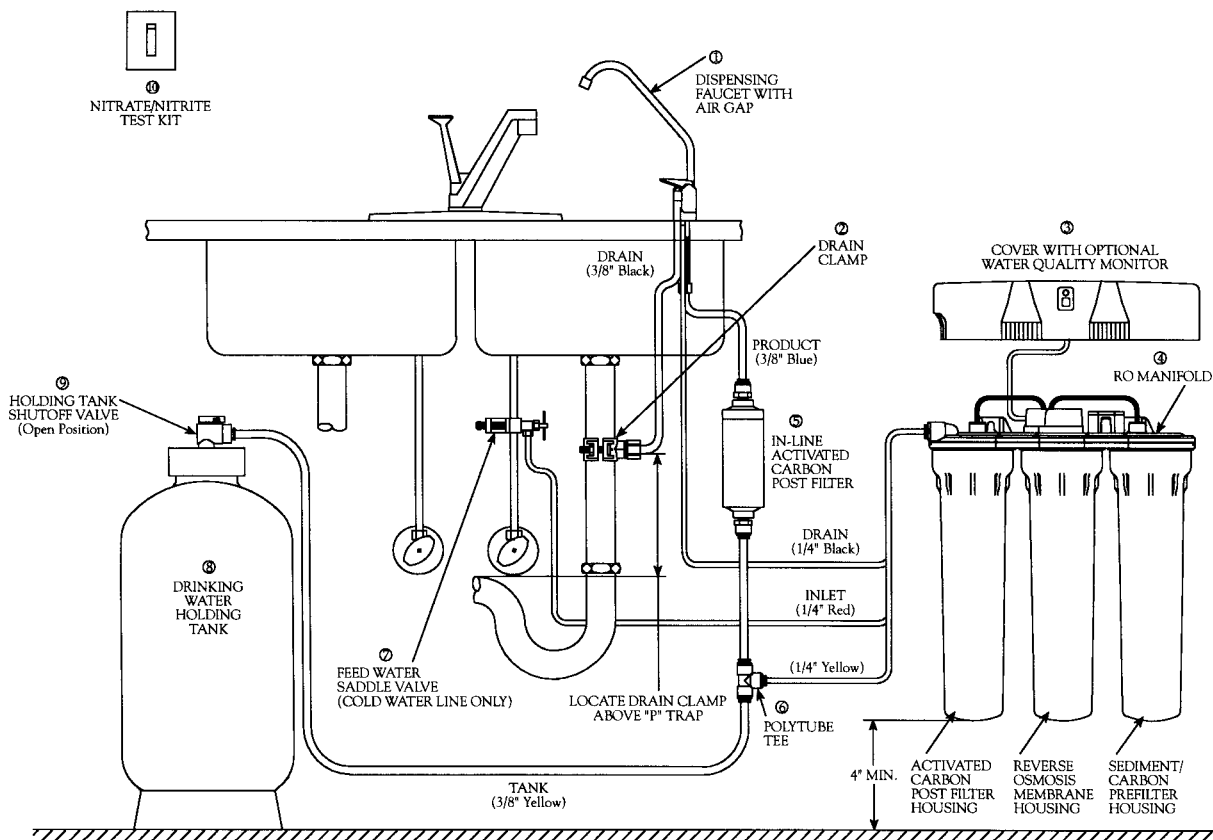 ①
DISPENSING
FAUCET WITH
AIR GAP
⑩
NITRATE/NITRITE
TEST KIT
②
DRAIN
CLAMP
③
COVER WITH OPTIONAL
WATER QUALITY MONITOR
DRAIN
(3/8" Black)
PRODUCT
(3/8" Blue)
④
RO MANIFOLD
⑨
HOLDING TANK
SHUTOFF VALVE
(Open Position)
⑤
IN-LINE
ACTIVATED
CARBON
POST FILTER
DRAIN
(1/4" Black)
⑧
DRINKING
WATER
HOLDING
TANK
INLET
(1/4" Red)
⑦
FEED WATER
SADDLE VALVE
(COLD WATER LINE ONLY)
(1/4" Yellow)
LOCATE DRAIN CLAMP
ABOVE "P" TRAP
⑥
POLYTUBE
TEE
4" MIN.
ACTIVATED
CARBON
POST FILTER
HOUSING
REVERSE
OSMOSIS
MEMBRANE
HOUSING
SEDIMENT/
CARBON
PREFILTER
HOUSING
TANK
(3/8" Yellow)